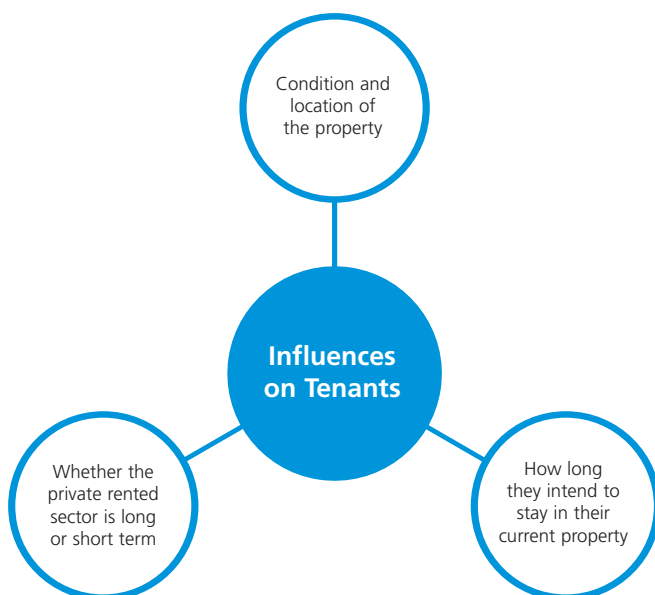 Condition and
location of
the property
Influences
on Tenants
Whether the
private rented
sector is long
or short term
How long
they intend to
stay in their
current property